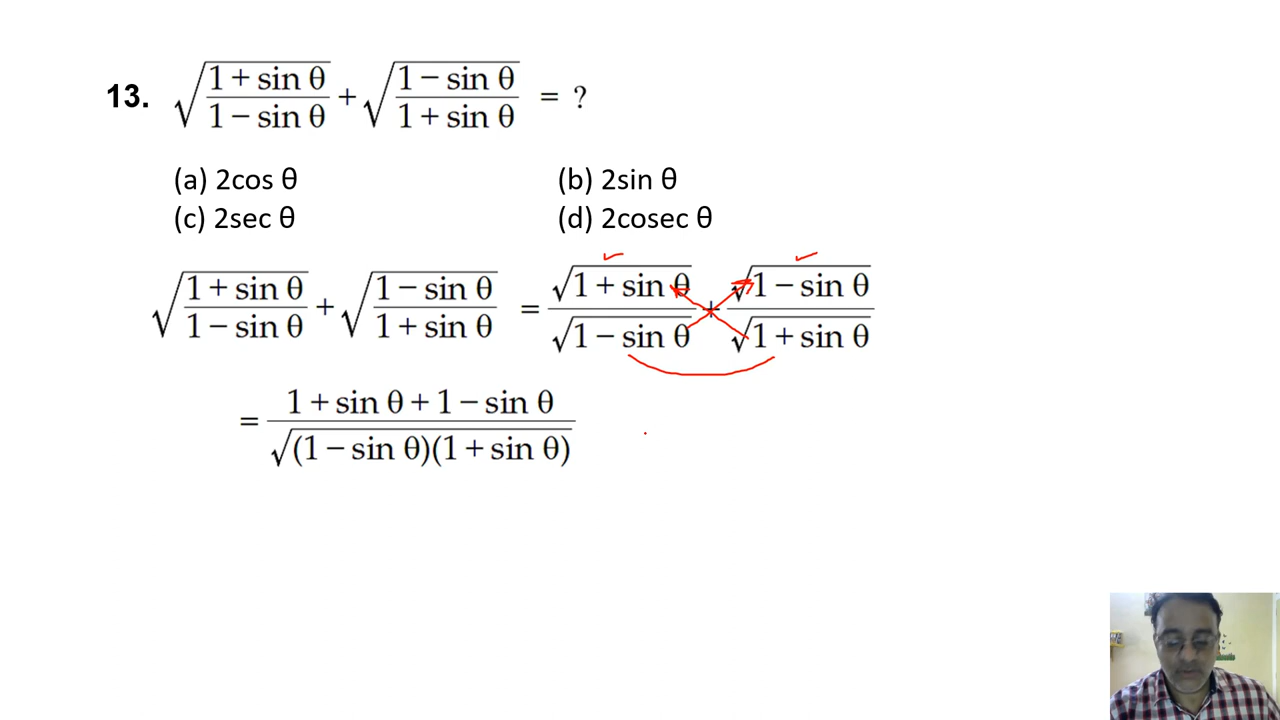 13. √((1 + sin θ)/(1 − sin θ)) + √((1 − sin θ)/(1 + sin θ)) = ?
(a) 2cos θ (b) 2sin θ
(c) 2sec θ (d) 2cosec θ
√((1 + sin θ)/(1 − sin θ)) + √((1 − sin θ)/(1 + sin θ)) = √(1 + sin θ)/√(1 − sin θ) + √(1 − sin θ)/√(1 + sin θ)
= (1 + sin θ + 1 − sin θ)/√((1 − sin θ)(1 + sin θ))